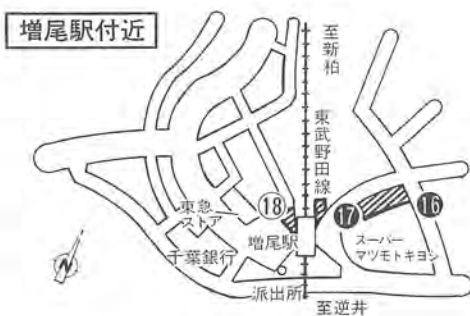 増尾駅付近
至新柏
東武野田線
東急
ストア
⑱
増尾駅
千葉銀行
派出所
⓱
⓰
スーパー
マツモトキヨシ
至逆井